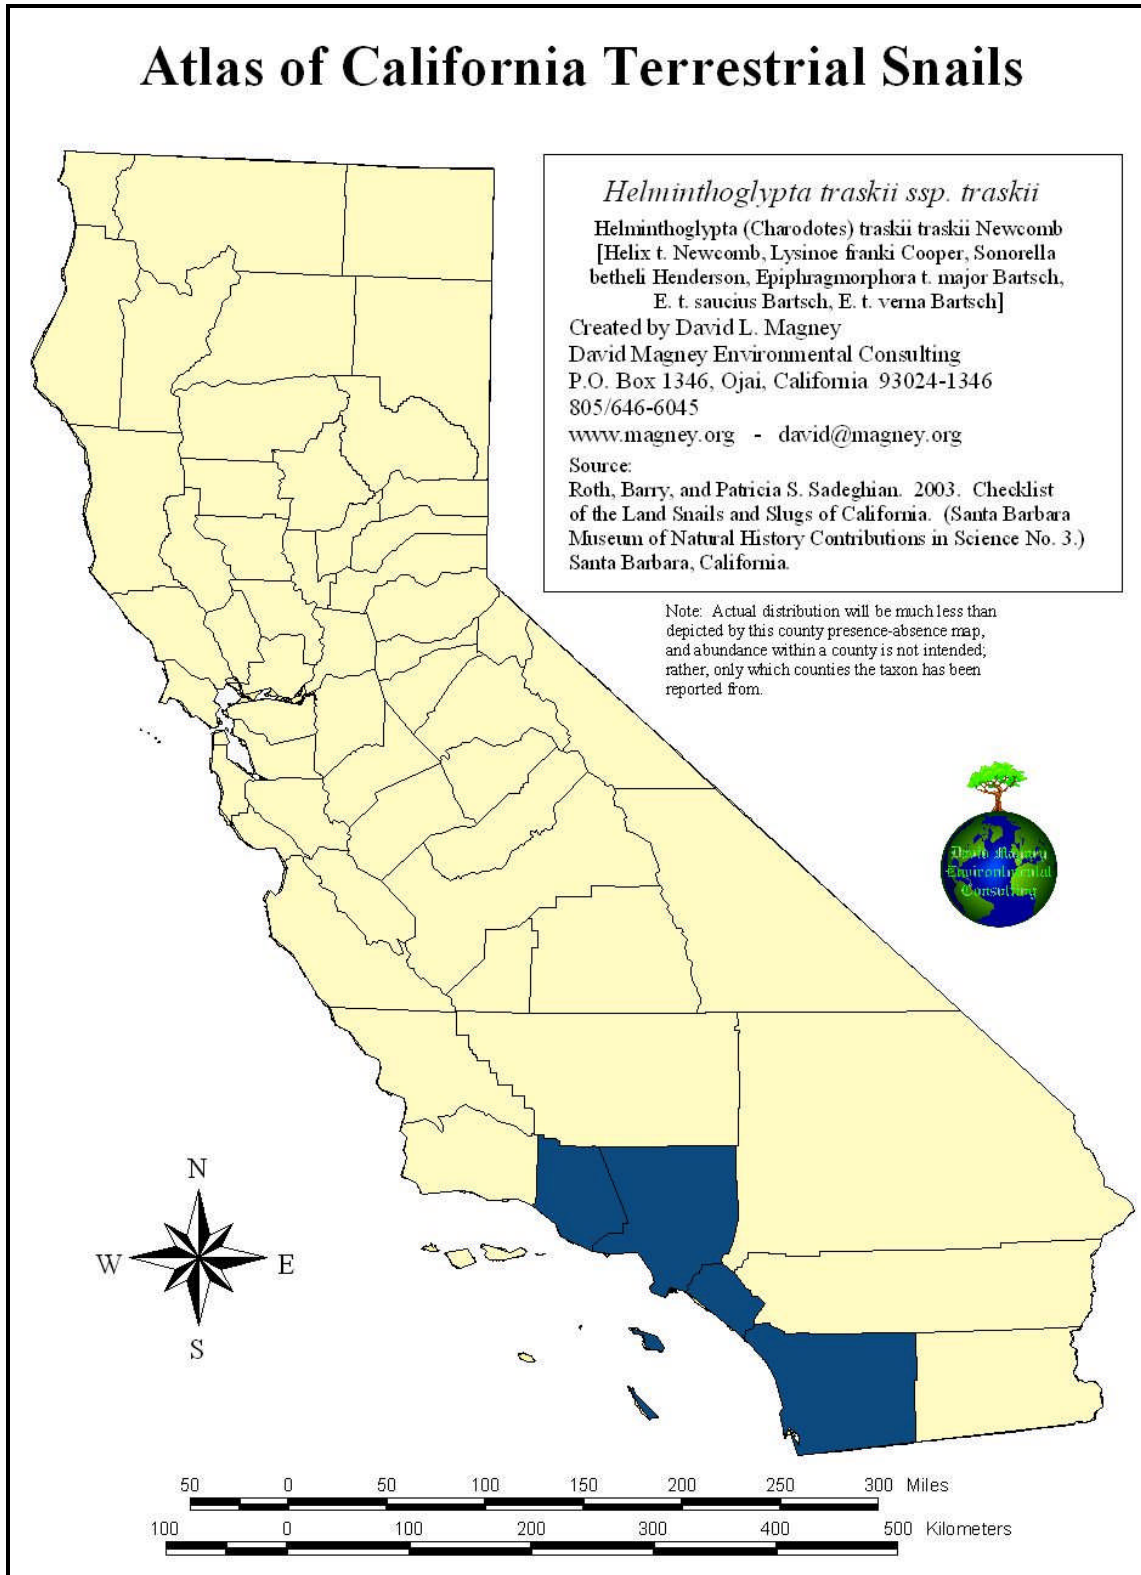 Atlas of California Terrestrial Snails
Helminthoglypta traskii ssp. traskii
Helminthoglypta (Charodotes) traskii traskii Newcomb
[Helix t. Newcomb, Lysinoe franki Cooper, Sonorella
betheli Henderson, Epiphragmorphora t. major Bartsch,
E. t. saucius Bartsch, E. t. verna Bartsch]
Created by David L. Magney
David Magney Environmental Consulting
P.O. Box 1346, Ojai, California 93024-1346
805/646-6045
www.magney.org - david@magney.org
Source:
Roth, Barry, and Patricia S. Sadeghian. 2003. Checklist
of the Land Snails and Slugs of California. (Santa Barbara
Museum of Natural History Contributions in Science No. 3.)
Santa Barbara, California.
Note: Actual distribution will be much less than
depicted by this county presence-absence map,
and abundance within a county is not intended;
rather, only which counties the taxon has been
reported from.
David Magney
Environmental
Consulting
N
W E
S
50 0 50 100 150 200 250 300 Miles
100 0 100 200 300 400 500 Kilometers